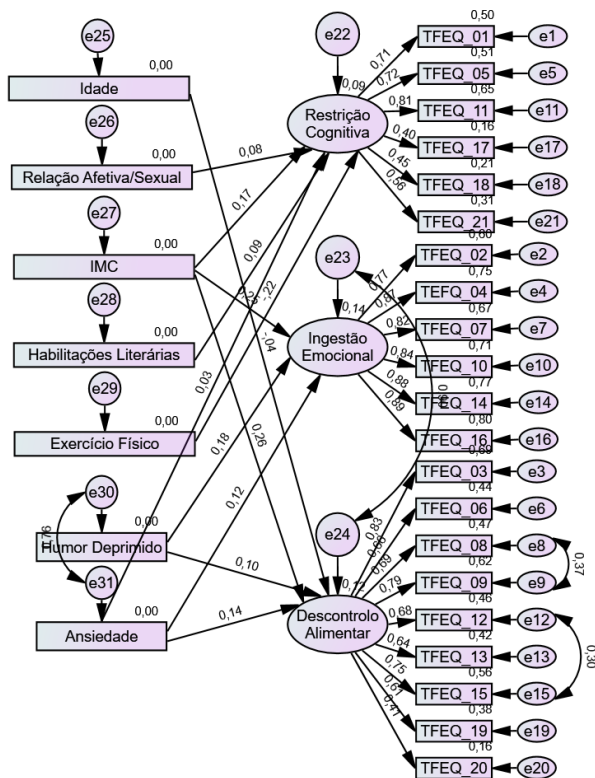 e25
0,00
Idade
e26
0,00
Relação Afetiva/Sexual
e27
0,00
IMC
e28
0,00
Habilitações Literárias
e29
0,00
Exercício Físico
e30
0,00
Humor Deprimido
0,76
e31
0,00
Ansiedade
0,08
0,17
0,09
-,22
-,04
0,03
0,18
0,26
0,12
0,10
0,14
e22
0,09
Restrição
Cognitiva
e23
0,14
Ingestão
Emocional
e24
0,12
Descontrolo
Alimentar
0,71
0,72
0,81
0,40
0,45
0,56
0,77
0,87
0,82
0,84
0,88
0,89
0,83
0,69
0,79
0,68
0,64
0,75
0,61
0,41
0,50
TFEQ_01
e1
0,51
TFEQ_05
e5
0,65
TFEQ_11
e11
0,16
TFEQ_17
e17
0,21
TFEQ_18
e18
0,31
TFEQ_21
e21
0,60
TFEQ_02
e2
0,75
TEFQ_04
e4
0,67
TFEQ_07
e7
0,71
TFEQ_10
e10
0,77
TFEQ_14
e14
0,80
TFEQ_16
e16
0,69
TFEQ_03
e3
0,44
TFEQ_06
e6
0,47
TFEQ_08
e8
0,62
TFEQ_09
e9
0,37
0,46
TFEQ_12
e12
0,42
TFEQ_13
e13
0,56
TFEQ_15
e15
0,30
0,38
TFEQ_19
e19
0,16
TFEQ_20
e20